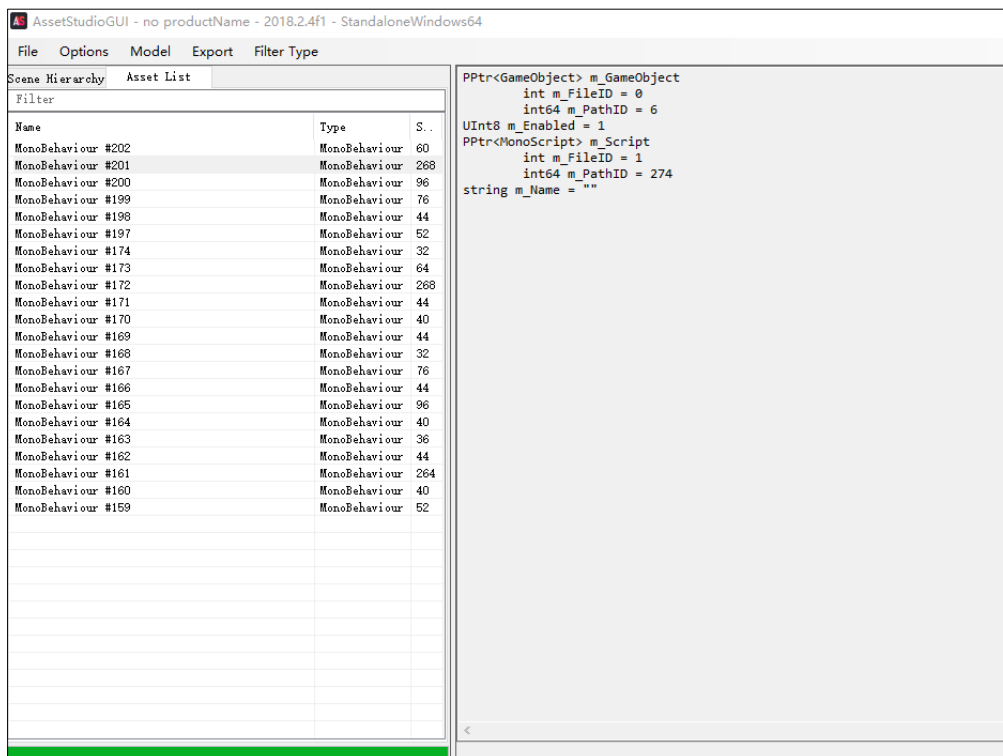 AS AssetStudioGUI - no productName - 2018.2.4f1 - StandaloneWindows64
File Options Model Export Filter Type
Scene Hierarchy Asset List
Filter
Name Type S..
MonoBehaviour #202 MonoBehaviour 60
MonoBehaviour #201 MonoBehaviour 268
MonoBehaviour #200 MonoBehaviour 96
MonoBehaviour #199 MonoBehaviour 76
MonoBehaviour #198 MonoBehaviour 44
MonoBehaviour #197 MonoBehaviour 52
MonoBehaviour #174 MonoBehaviour 32
MonoBehaviour #173 MonoBehaviour 64
MonoBehaviour #172 MonoBehaviour 268
MonoBehaviour #171 MonoBehaviour 44
MonoBehaviour #170 MonoBehaviour 40
MonoBehaviour #169 MonoBehaviour 44
MonoBehaviour #168 MonoBehaviour 32
MonoBehaviour #167 MonoBehaviour 76
MonoBehaviour #166 MonoBehaviour 44
MonoBehaviour #165 MonoBehaviour 96
MonoBehaviour #164 MonoBehaviour 40
MonoBehaviour #163 MonoBehaviour 36
MonoBehaviour #162 MonoBehaviour 44
MonoBehaviour #161 MonoBehaviour 264
MonoBehaviour #160 MonoBehaviour 40
MonoBehaviour #159 MonoBehaviour 52
PPtr<GameObject> m_GameObject
int m_FileID = 0
int64 m_PathID = 6
UInt8 m_Enabled = 1
PPtr<MonoScript> m_Script
int m_FileID = 1
int64 m_PathID = 274
string m_Name = ""